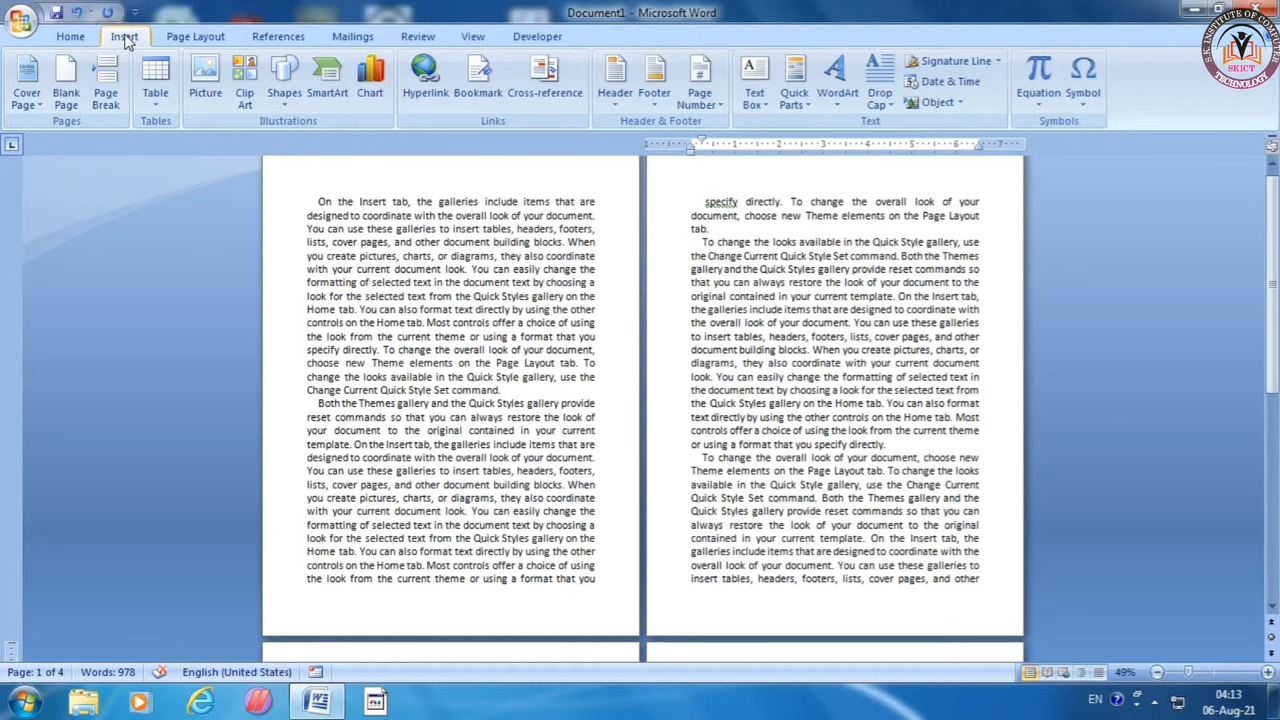 Document1 - Microsoft Word
S.K INSTITUTE OF COMPUTER
SKICT
TECHNOLOGY
Home Insert Page Layout References Mailings Review View Developer
Cover Page Blank Page Page Break
Pages
Table
Tables
Picture Clip Art Shapes SmartArt Chart
Illustrations
Hyperlink Bookmark Cross-reference
Links
Header Footer Page Number
Header & Footer
Text Box Quick Parts WordArt Drop Cap
Signature Line
Date & Time
Object
Text
Equation Symbol
Symbols
1 1 2 3 4 5 6 7
On the Insert tab, the galleries include items that are
designed to coordinate with the overall look of your document.
You can use these galleries to insert tables, headers, footers,
lists, cover pages, and other document building blocks. When
you create pictures, charts, or diagrams, they also coordinate
with your current document look. You can easily change the
formatting of selected text in the document text by choosing a
look for the selected text from the Quick Styles gallery on the
Home tab. You can also format text directly by using the other
controls on the Home tab. Most controls offer a choice of using
the look from the current theme or using a format that you
specify directly. To change the overall look of your document,
choose new Theme elements on the Page Layout tab. To
change the looks available in the Quick Style gallery, use the
Change Current Quick Style Set command.
Both the Themes gallery and the Quick Styles gallery provide
reset commands so that you can always restore the look of
your document to the original contained in your current
template. On the Insert tab, the galleries include items that are
designed to coordinate with the overall look of your document.
You can use these galleries to insert tables, headers, footers,
lists, cover pages, and other document building blocks. When
you create pictures, charts, or diagrams, they also coordinate
with your current document look. You can easily change the
formatting of selected text in the document text by choosing a
look for the selected text from the Quick Styles gallery on the
Home tab. You can also format text directly by using the other
controls on the Home tab. Most controls offer a choice of using
the look from the current theme or using a format that you
specify directly. To change the overall look of your
document, choose new Theme elements on the Page Layout
tab.
To change the looks available in the Quick Style gallery, use
the Change Current Quick Style Set command. Both the Themes
gallery and the Quick Styles gallery provide reset commands so
that you can always restore the look of your document to the
original contained in your current template. On the Insert tab,
the galleries include items that are designed to coordinate with
the overall look of your document. You can use these galleries
to insert tables, headers, footers, lists, cover pages, and other
document building blocks. When you create pictures, charts, or
diagrams, they also coordinate with your current document
look. You can easily change the formatting of selected text in
the document text by choosing a look for the selected text from
the Quick Styles gallery on the Home tab. You can also format
text directly by using the other controls on the Home tab. Most
controls offer a choice of using the look from the current theme
or using a format that you specify directly.
To change the overall look of your document, choose new
Theme elements on the Page Layout tab. To change the looks
available in the Quick Style gallery, use the Change Current
Quick Style Set command. Both the Themes gallery and the
Quick Styles gallery provide reset commands so that you can
always restore the look of your document to the original
contained in your current template. On the Insert tab, the
galleries include items that are designed to coordinate with the
overall look of your document. You can use these galleries to
insert tables, headers, footers, lists, cover pages, and other
Page: 1 of 4 Words: 978 English (United States) 49%
EN 04:13
06-Aug-21